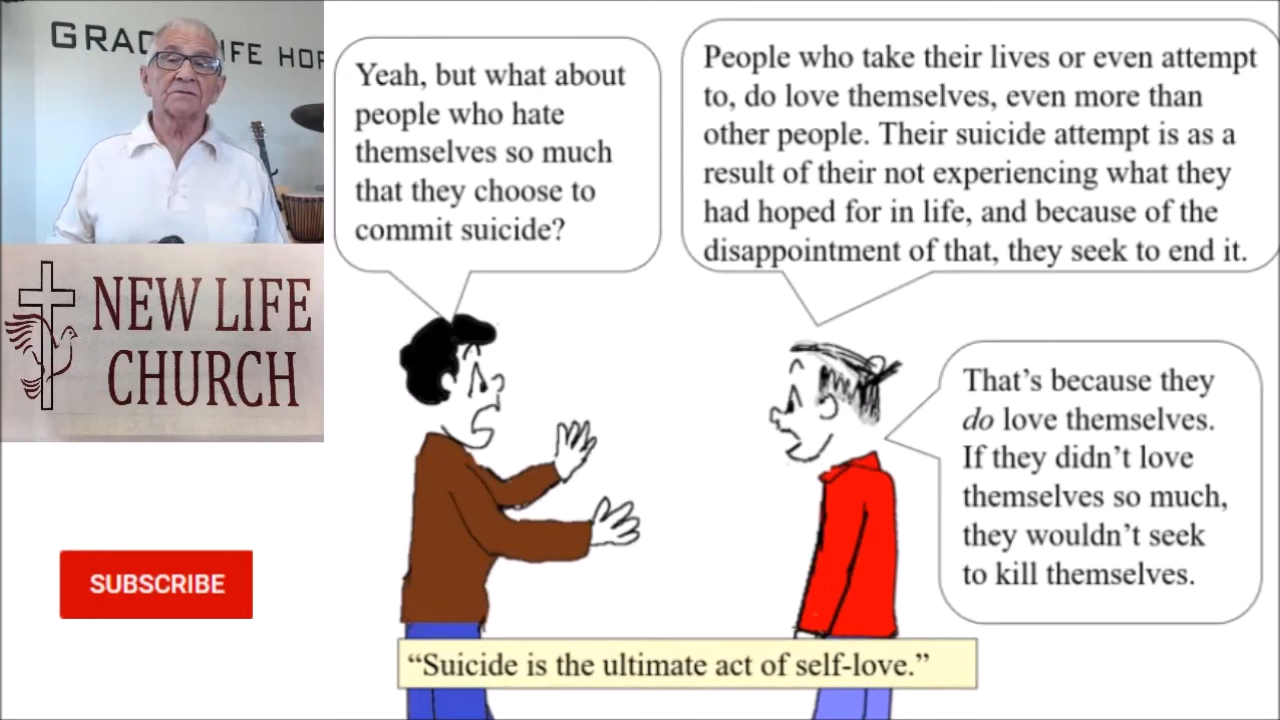 GRAC
IFE HOP
NEW LIFE
CHURCH
SUBSCRIBE
Yeah, but what about
people who hate
themselves so much
that they choose to
commit suicide?
People who take their lives or even attempt
to, do love themselves, even more than
other people. Their suicide attempt is as a
result of their not experiencing what they
had hoped for in life, and because of the
disappointment of that, they seek to end it.
That’s because they
do love themselves.
If they didn’t love
themselves so much,
they wouldn’t seek
to kill themselves.
“Suicide is the ultimate act of self-love.”